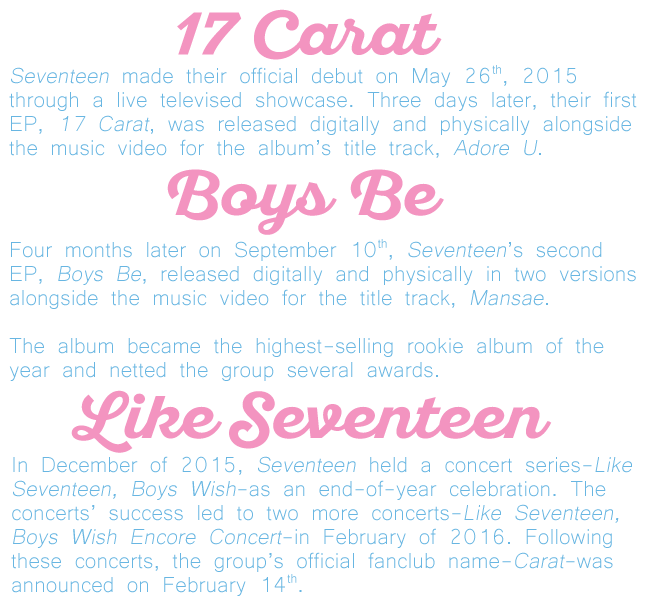 17 Carat
Seventeen made their official debut on May 26th, 2015
through a live televised showcase. Three days later, their first
EP, 17 Carat, was released digitally and physically alongside
the music video for the album's title track, Adore U.
Boys Be
Four months later on September 10th, Seventeen's second
EP, Boys Be, released digitally and physically in two versions
alongside the music video for the title track, Mansae.
The album became the highest-selling rookie album of the
year and netted the group several awards.
Like Seventeen
In December of 2015, Seventeen held a concert series-Like
Seventeen, Boys Wish-as an end-of-year celebration. The
concerts' success led to two more concerts-Like Seventeen,
Boys Wish Encore Concert-in February of 2016. Following
these concerts, the group's official fanclub name-Carat-was
announced on February 14th.